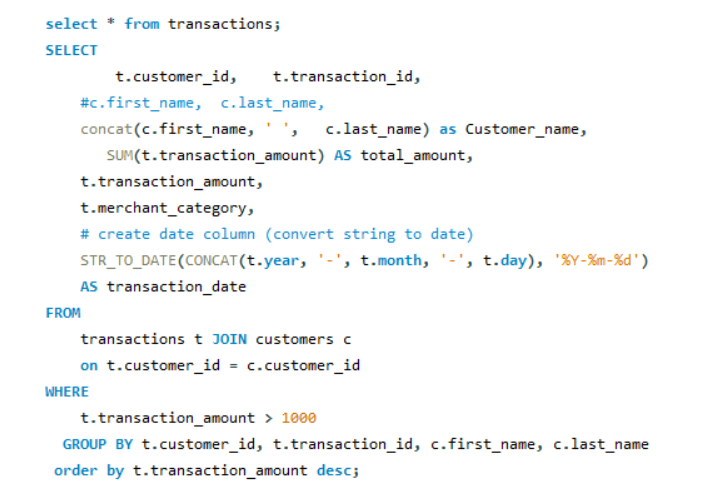 select * from transactions;
SELECT
t.customer_id, t.transaction_id,
#c.first_name, c.last_name,
concat(c.first_name, ' ', c.last_name) as Customer_name,
SUM(t.transaction_amount) AS total_amount,
t.transaction_amount,
t.merchant_category,
# create date column (convert string to date)
STR_TO_DATE(CONCAT(t.year, '-', t.month, '-', t.day), '%Y-%m-%d')
AS transaction_date
FROM
transactions t JOIN customers c
on t.customer_id = c.customer_id
WHERE
t.transaction_amount > 1000
GROUP BY t.customer_id, t.transaction_id, c.first_name, c.last_name
order by t.transaction_amount desc;